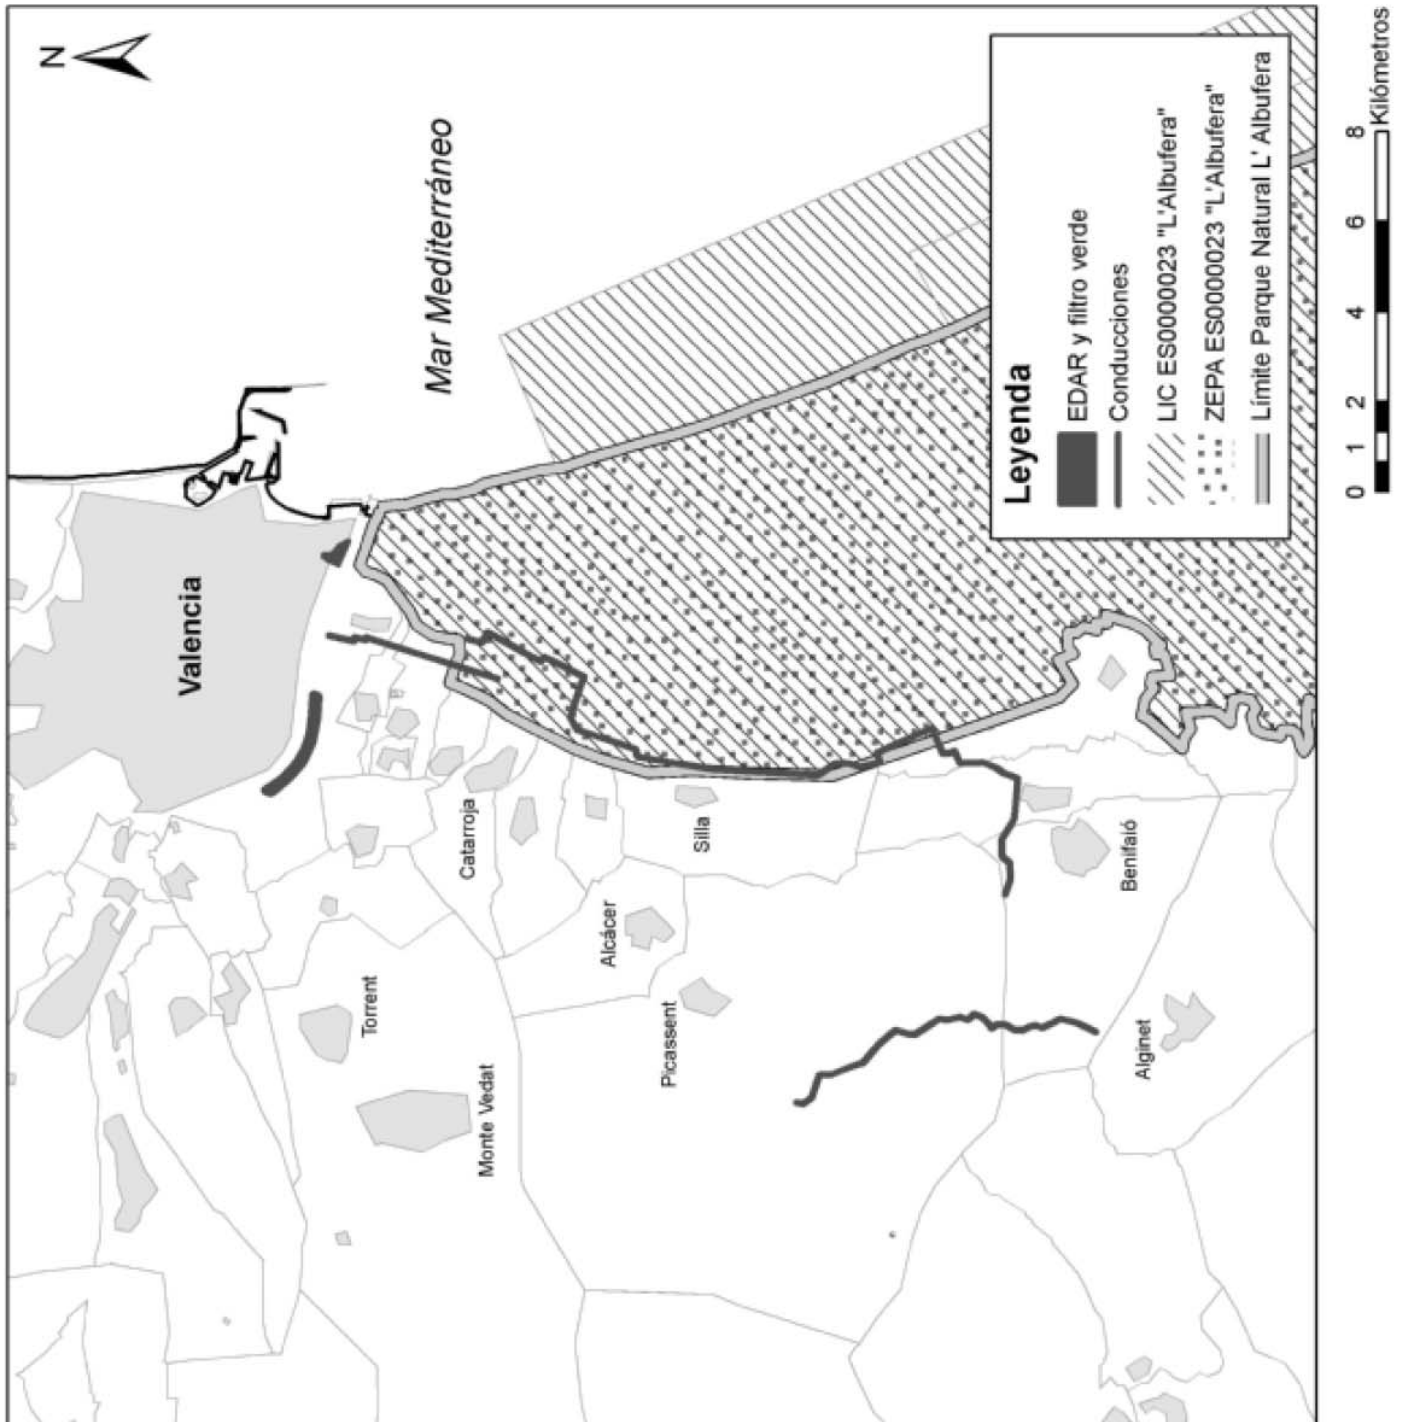 N
Mar Mediterráneo
Valencia
Catarroja
Silla
Alcácer
Torrent
Picassent
Monte Vedat
Benifaió
Alginet
Leyenda
EDAR y filtro verde
Conducciones
LIC ES0000023 "L'Albufera"
ZEPA ES0000023 "L'Albufera"
Límite Parque Natural L' Albufera
0 1 2 4 6 8
Kilómetros